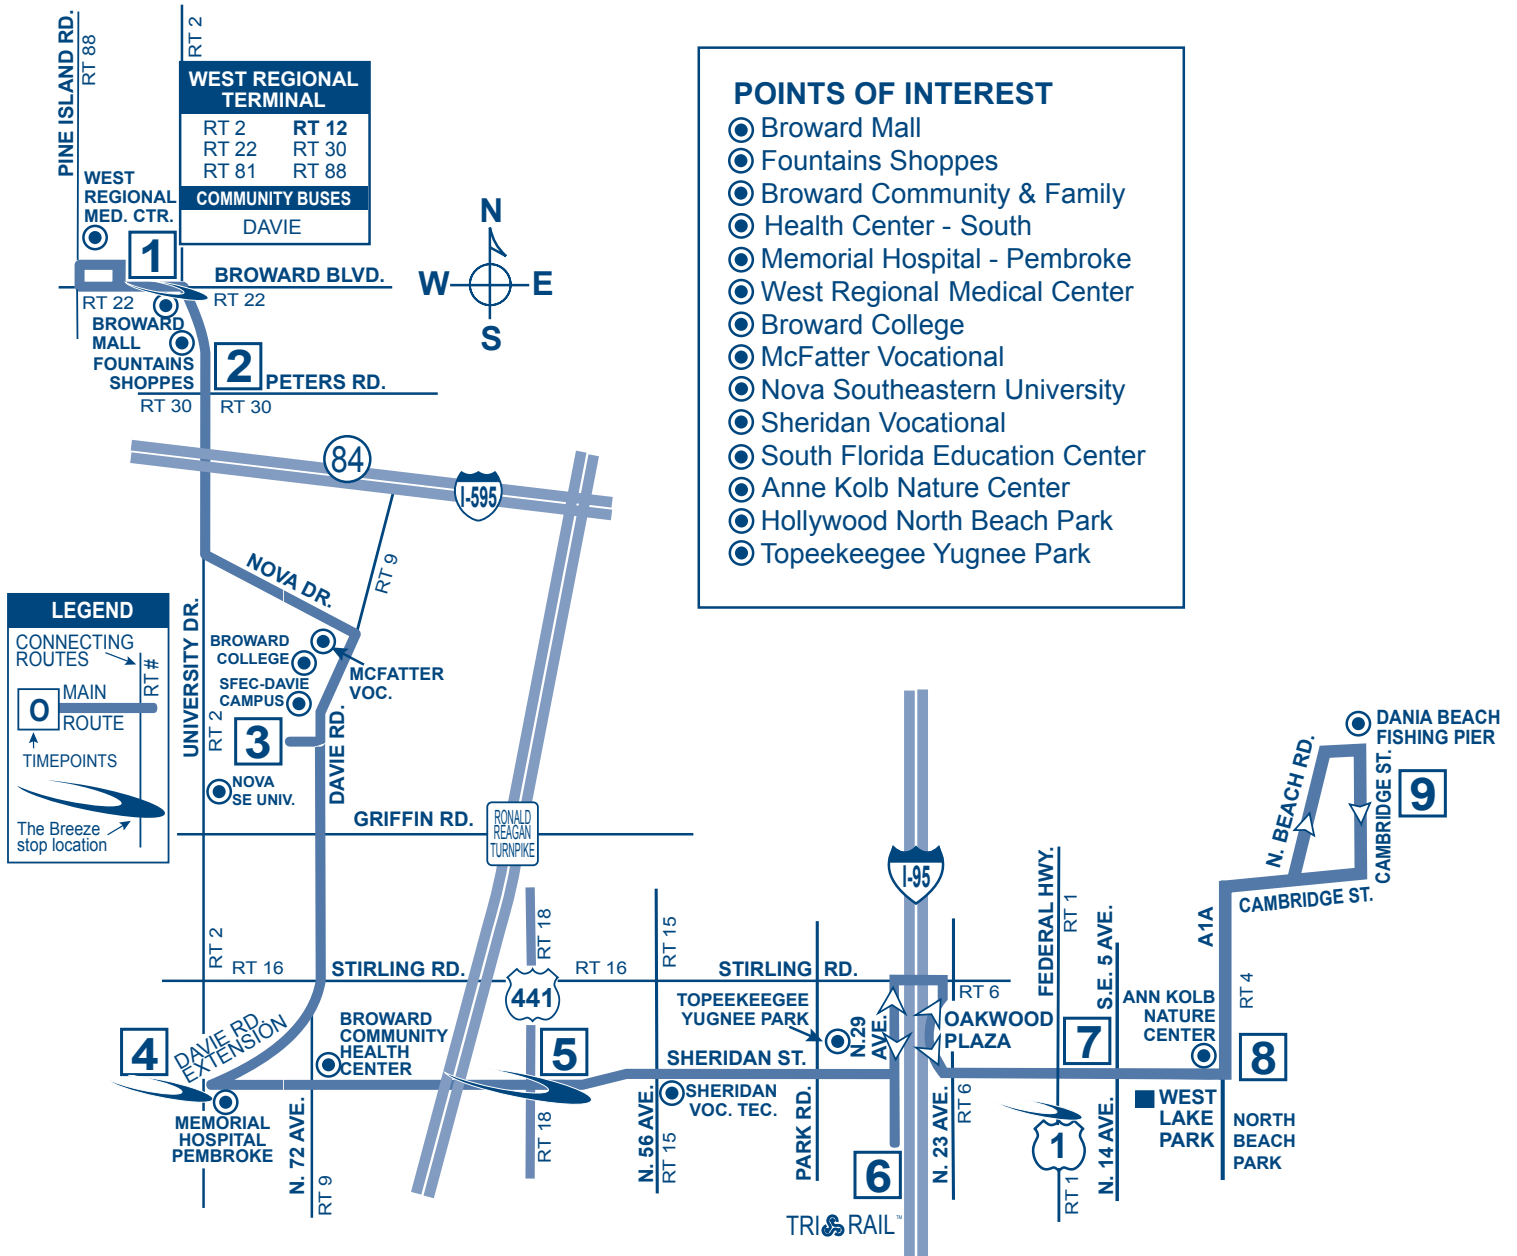 PINE ISLAND RD.
RT 88
RT 2
WEST REGIONAL
TERMINAL
RT 2 RT 12
RT 22 RT 30
RT 81 RT 88
COMMUNITY BUSES
DAVIE
WEST
REGIONAL
MED. CTR.
1
BROWARD BLVD.
RT 22
RT 22
BROWARD
MALL
FOUNTAINS
SHOPPES
2
PETERS RD.
RT 30
RT 30
N
W E
S
POINTS OF INTEREST
Broward Mall
Fountains Shoppes
Broward Community & Family
Health Center - South
Memorial Hospital - Pembroke
West Regional Medical Center
Broward College
McFatter Vocational
Nova Southeastern University
Sheridan Vocational
South Florida Education Center
Anne Kolb Nature Center
Hollywood North Beach Park
Topeekeegee Yugnee Park
84
I-595
NOVA DR.
RT 9
LEGEND
CONNECTING
ROUTES
RT #
O
MAIN
ROUTE
TIMEPOINTS
The Breeze
stop location
UNIVERSITY DR.
RT 2
BROWARD
COLLEGE
MCFATTER
VOC.
SFEC-DAVIE
CAMPUS
3
DAVIE RD.
NOVA
SE UNIV.
GRIFFIN RD.
RONALD
REAGAN
TURNPIKE
I-95
DANIA BEACH
FISHING PIER
N. BEACH RD.
CAMBRIDGE ST.
9
CAMBRIDGE ST.
A1A
RT 4
RT 2
RT 16
STIRLING RD.
RT 18
441
RT 16
RT 15
STIRLING RD.
RT 6
FEDERAL HWY.
RT 1
S.E. 5 AVE.
4
DAVIE RD.
EXTENSIÓN
BROWARD
COMMUNITY
HEALTH
CENTER
5
TOPEEKEEGEE
YUGNEE PARK
N.29
AVE.
OAKWOOD
PLAZA
SHERIDAN ST.
7
ANN KOLB
NATURE
CENTER
8
MEMORIAL
HOSPITAL
PEMBROKE
N. 72 AVE.
RT 9
RT 18
N. 56 AVE.
RT 15
SHERIDAN
VOC. TEC.
PARK RD.
6
N. 23 AVE.
RT 6
1
RT 1
N. 14 AVE.
WEST
LAKE
PARK
NORTH
BEACH
PARK
TRI RAIL™